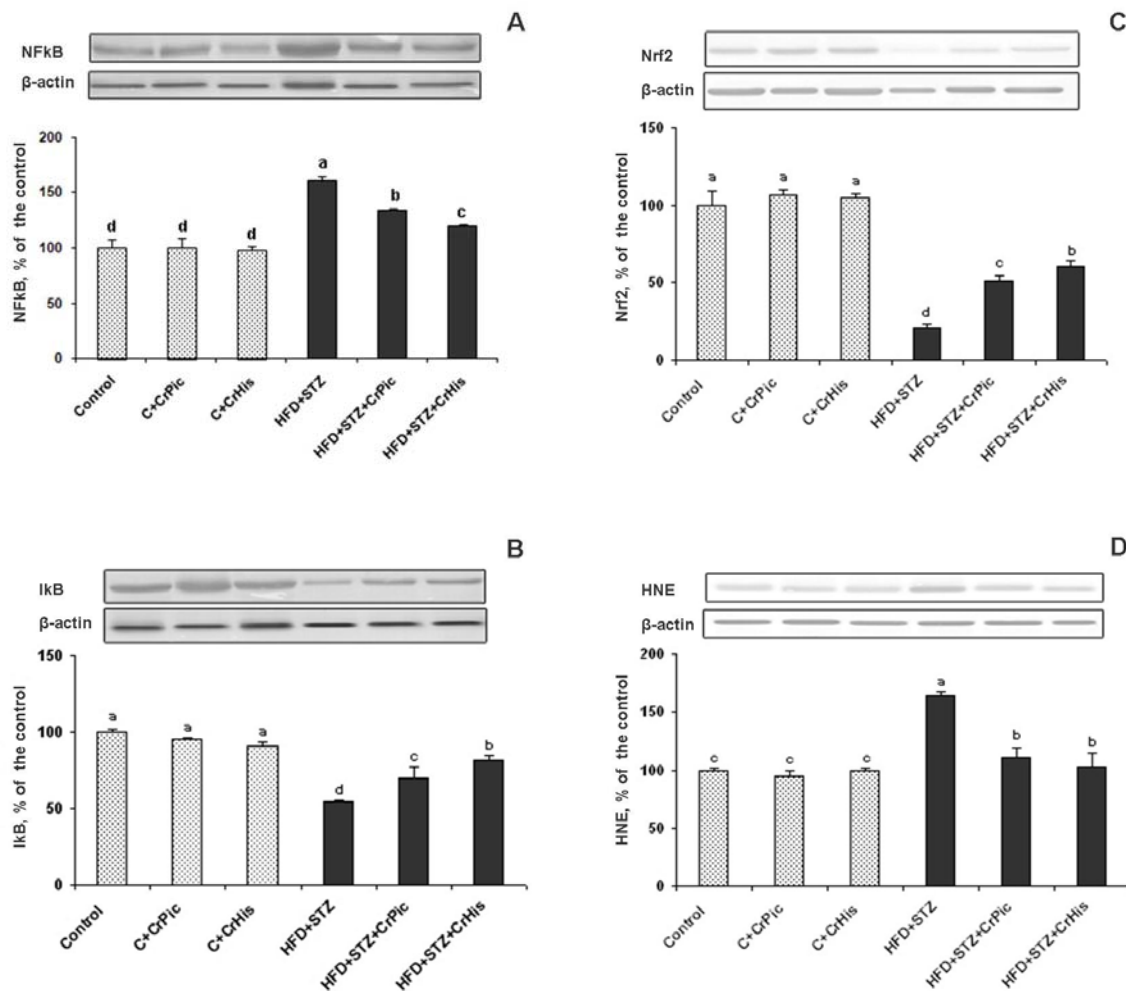 A
NFkB
β-actin
NFkB, % of the control
200
150
100
50
0
d
d
d
a
b
c
Control
C+CrPic
C+CrHis
HFD+STZ
HFD+STZ+CrPic
HFD+STZ+CrHis
C
Nrf2
β-actin
Nrf2, % of the control
150
100
50
0
a
a
a
d
c
b
Control
C+CrPic
C+CrHis
HFD+STZ
HFD+STZ+CrPic
HFD+STZ+CrHis
B
IkB
β-actin
IkB, % of the control
150
100
50
0
a
a
a
d
c
b
Control
C+CrPic
C+CrHis
HFD+STZ
HFD+STZ+CrPic
HFD+STZ+CrHis
D
HNE
β-actin
HNE, % of the control
200
150
100
50
0
c
c
c
a
b
b
Control
C+CrPic
C+CrHis
HFD+STZ
HFD+STZ+CrPic
HFD+STZ+CrHis